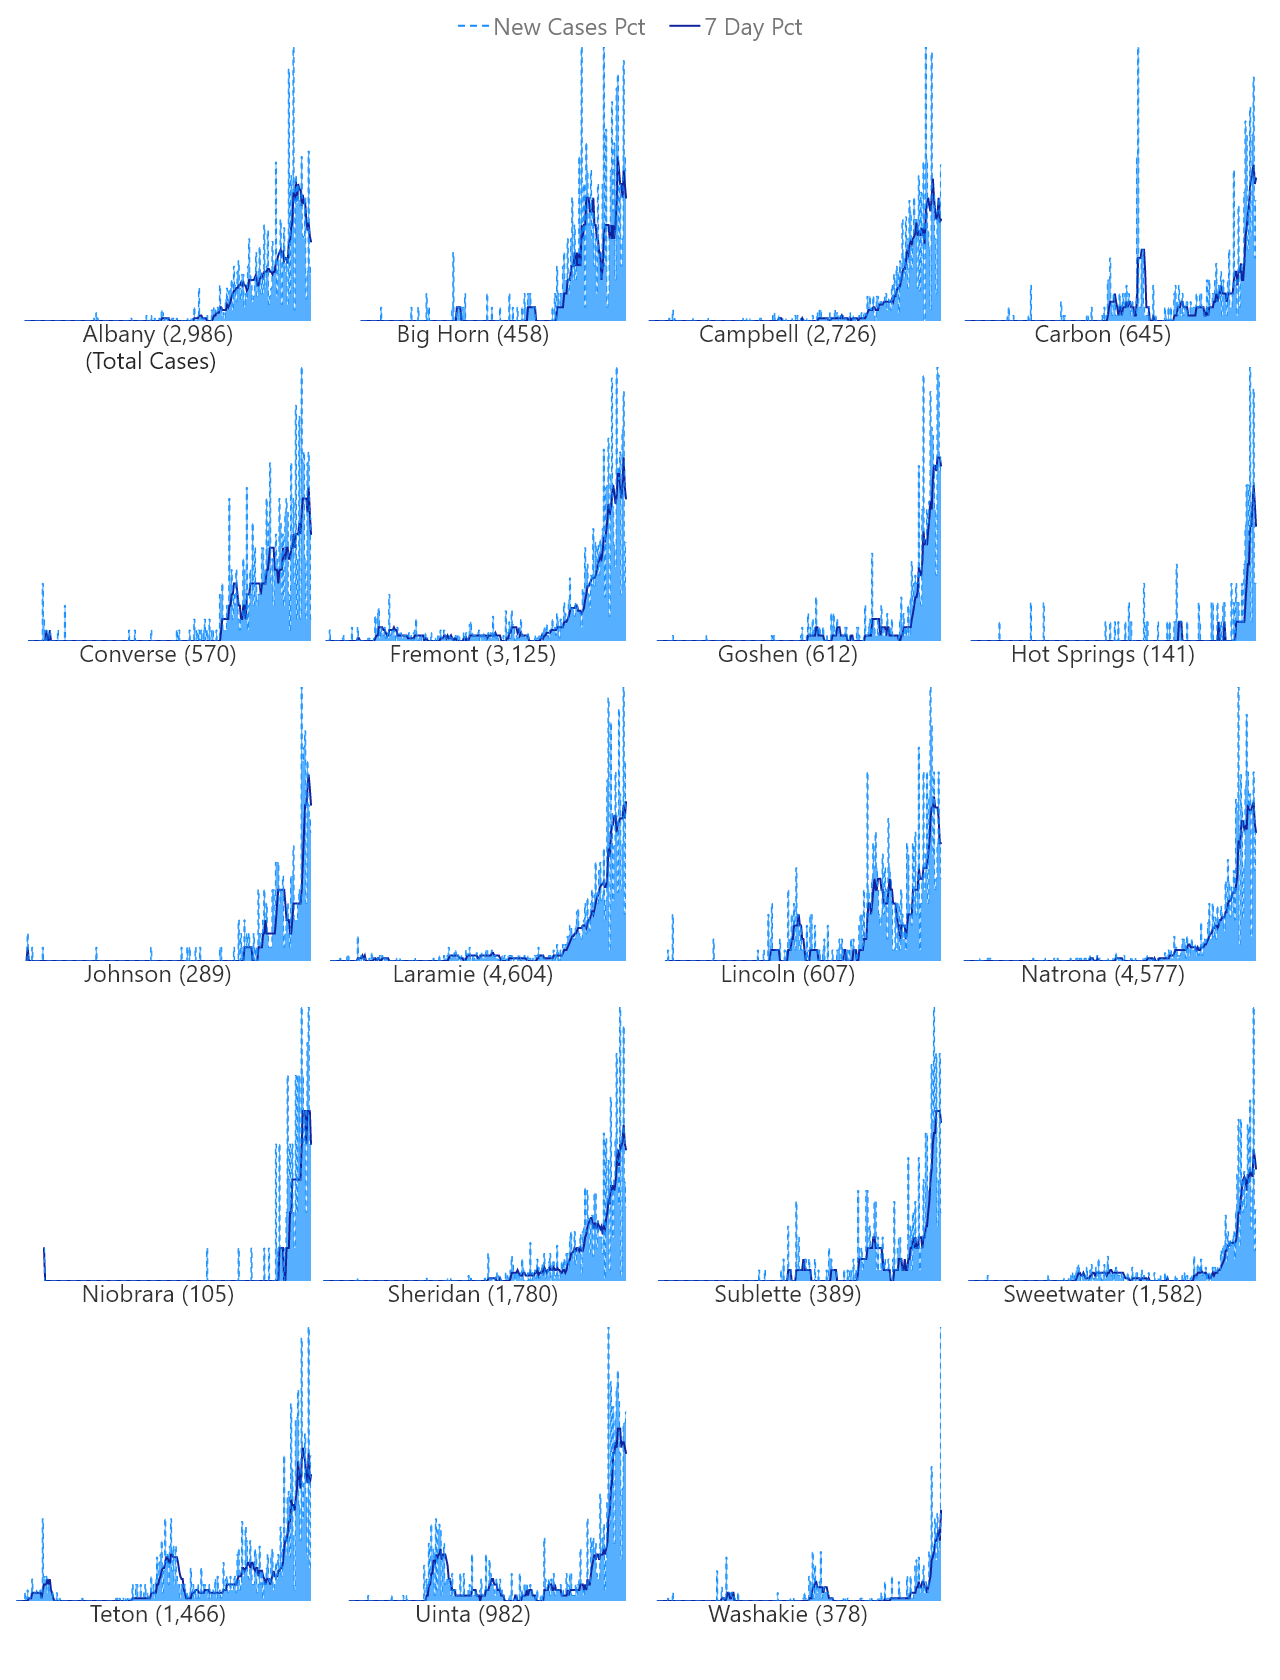 New Cases Pct 7 Day Pct
Albany (2,986) Big Horn (458) Campbell (2,726) Carbon (645)
(Total Cases)
Converse (570) Fremont (3,125) Goshen (612) Hot Springs (141)
Johnson (289) Laramie (4,604) Lincoln (607) Natrona (4,577)
Niobrara (105) Sheridan (1,780) Sublette (389) Sweetwater (1,582)
Teton (1,466) Uinta (982) Washakie (378)